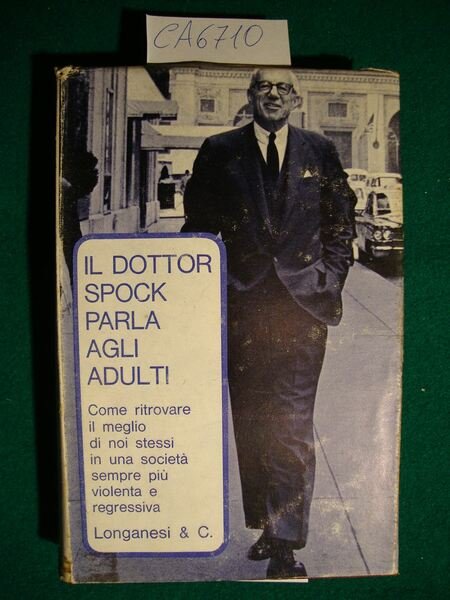 CA6710
IL DOTTOR
SPOCK
PARLA
AGLI
ADULTI
Come ritrovare
il meglio
di noi stessi
in una società
sempre più
violenta e
regressiva
Longanesi & C.